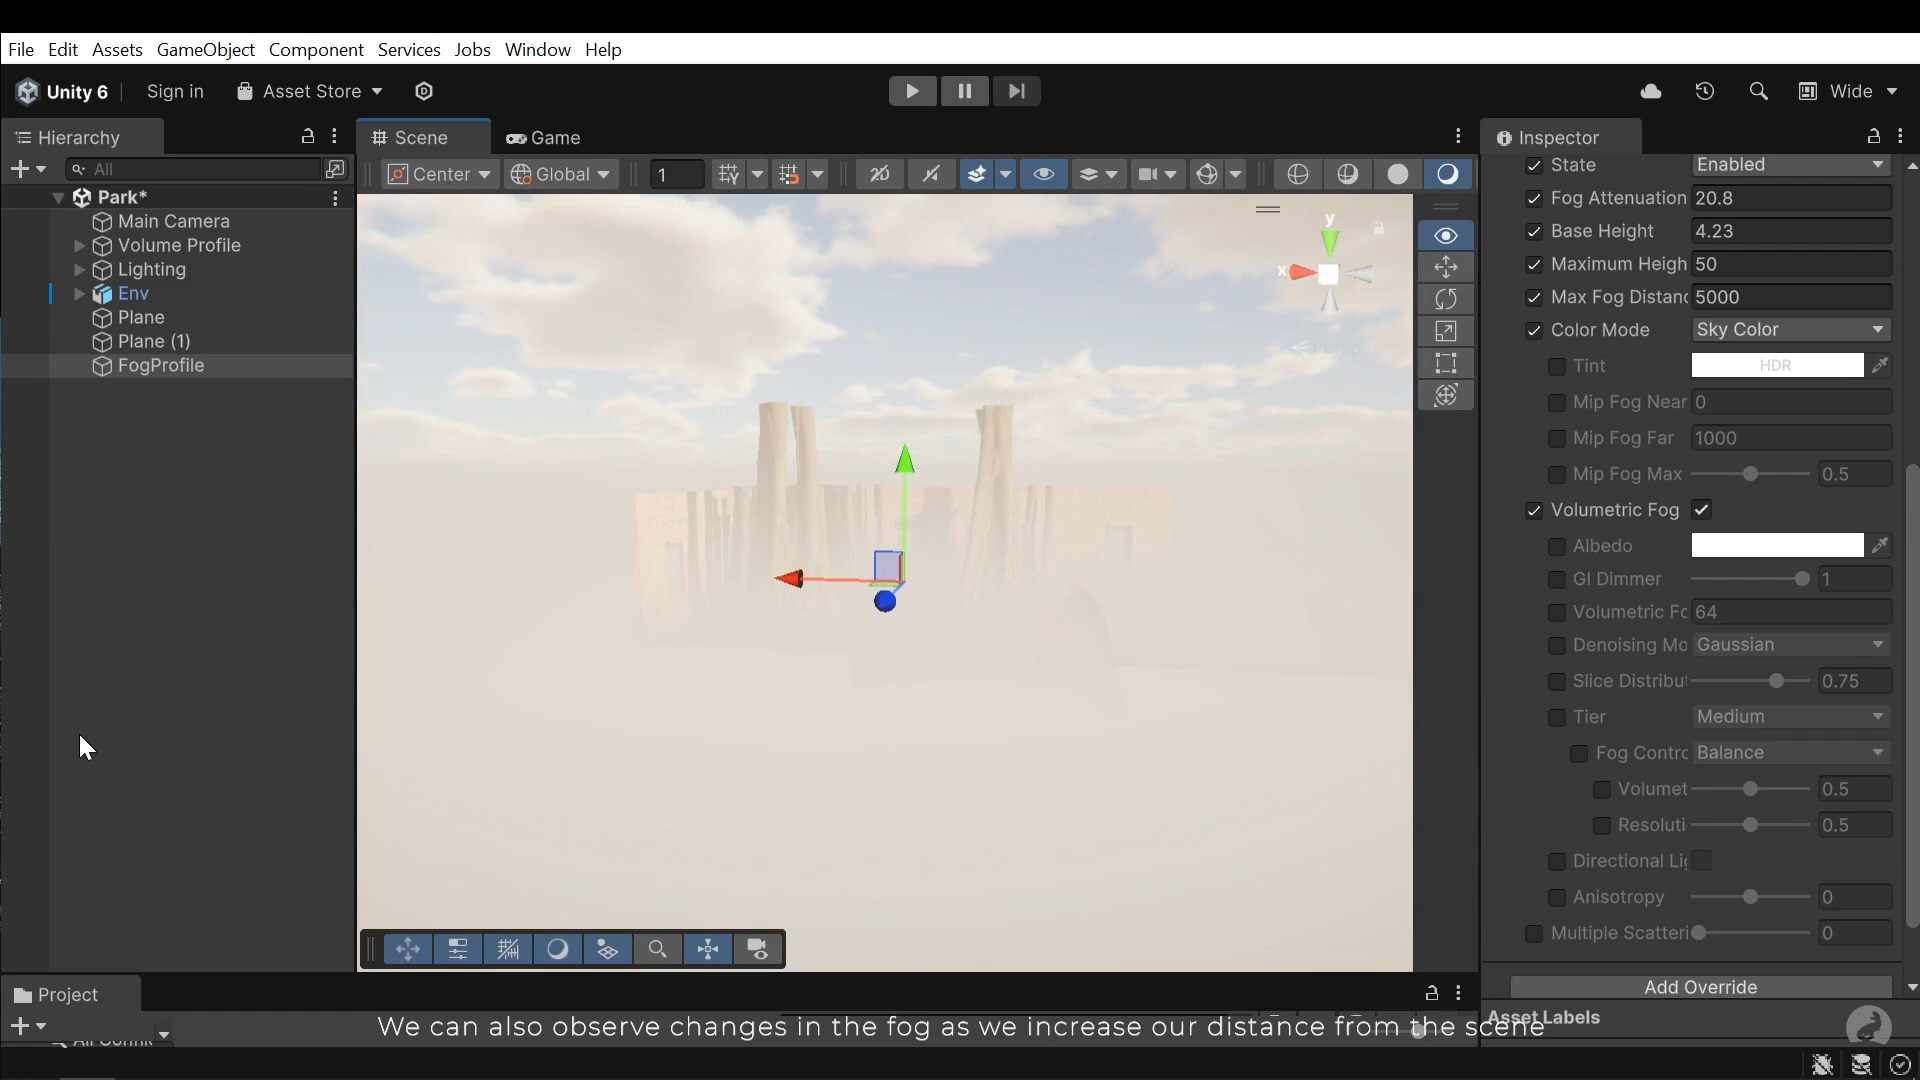 File Edit Assets GameObject Component Services Jobs Window Help
Unity 6 Sign in Asset Store Wide
Hierarchy
All
Park*
Main Camera
Volume Profile
Lighting
Env
Plane
Plane (1)
FogProfile
Scene Game
Center Global 1
y
x
Persp
Inspector
State Enabled
Fog Attenuation 20.8
Base Height 4.23
Maximum Heigh 50
Max Fog Distanc 5000
Color Mode Sky Color
Tint HDR
Mip Fog Near 0
Mip Fog Far 1000
Mip Fog Max 0.5
Volumetric Fog
Albedo
GI Dimmer 1
Volumetric Fc 64
Denoising Mo Gaussian
Slice Distribut 0.75
Tier Medium
Fog Contrc Balance
Volumet 0.5
Resoluti 0.5
Directional Lig
Anisotropy 0
Multiple Scatteri 0
Add Override
Asset Labels
Project
We can also observe changes in the fog as we increase our distance from the scene